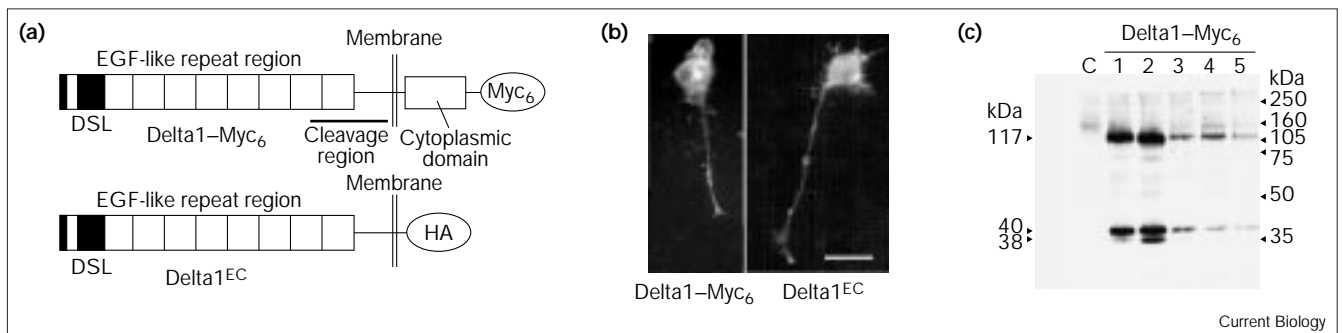 (a)
Membrane
EGF-like repeat region
Myc6
DSL
Delta1–Myc6
Cleavage region
Cytoplasmic domain
Membrane
EGF-like repeat region
HA
DSL
Delta1EC
(b)
Delta1–Myc6
Delta1EC
(c)
Delta1–Myc6
C 1 2 3 4 5
kDa
117
40
38
kDa
250
160
105
75
50
35
Current Biology